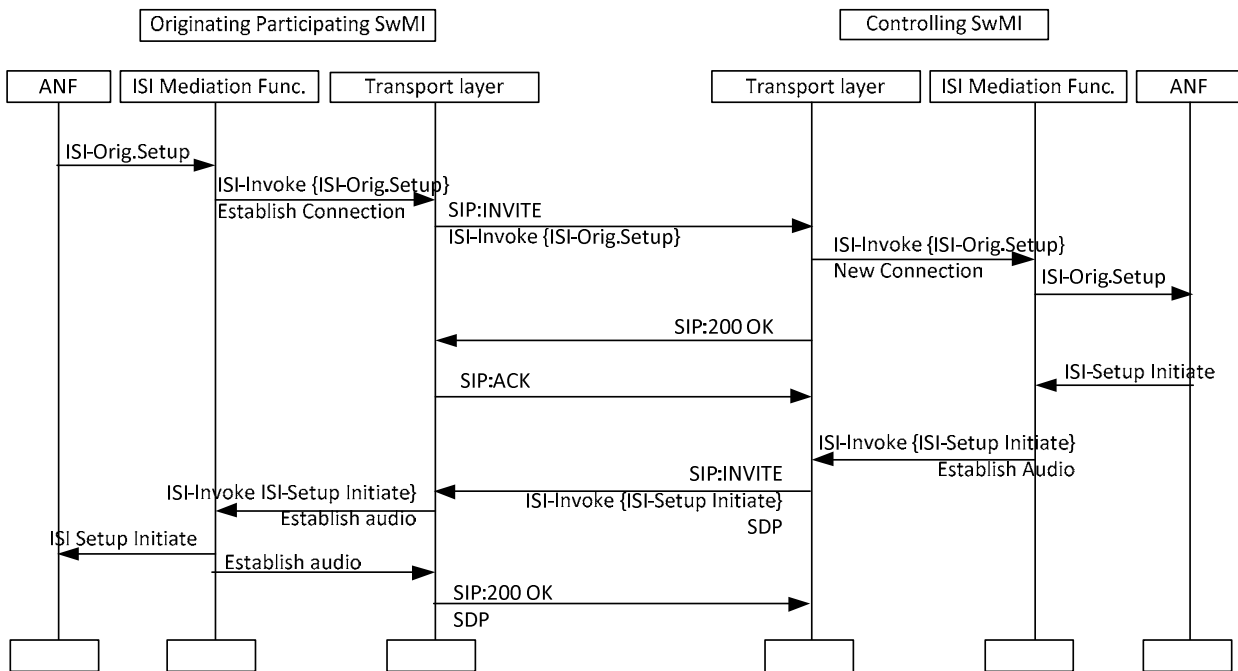 Originating Participating SwMI
Controlling SwMI
ANF
ISI Mediation Func.
Transport layer
Transport layer
ISI Mediation Func.
ANF
ISI-Orig.Setup
ISI-Invoke {ISI-Orig.Setup}
Establish Connection
SIP:INVITE
ISI-Invoke {ISI-Orig.Setup}
ISI-Invoke {ISI-Orig.Setup}
New Connection
ISI-Orig.Setup
SIP:200 OK
SIP:ACK
ISI-Setup Initiate
ISI-Invoke {ISI-Setup Initiate}
Establish Audio
SIP:INVITE
ISI-Invoke {ISI-Setup Initiate}
SDP
ISI-Invoke ISI-Setup Initiate}
Establish audio
ISI Setup Initiate
Establish audio
SIP:200 OK
SDP